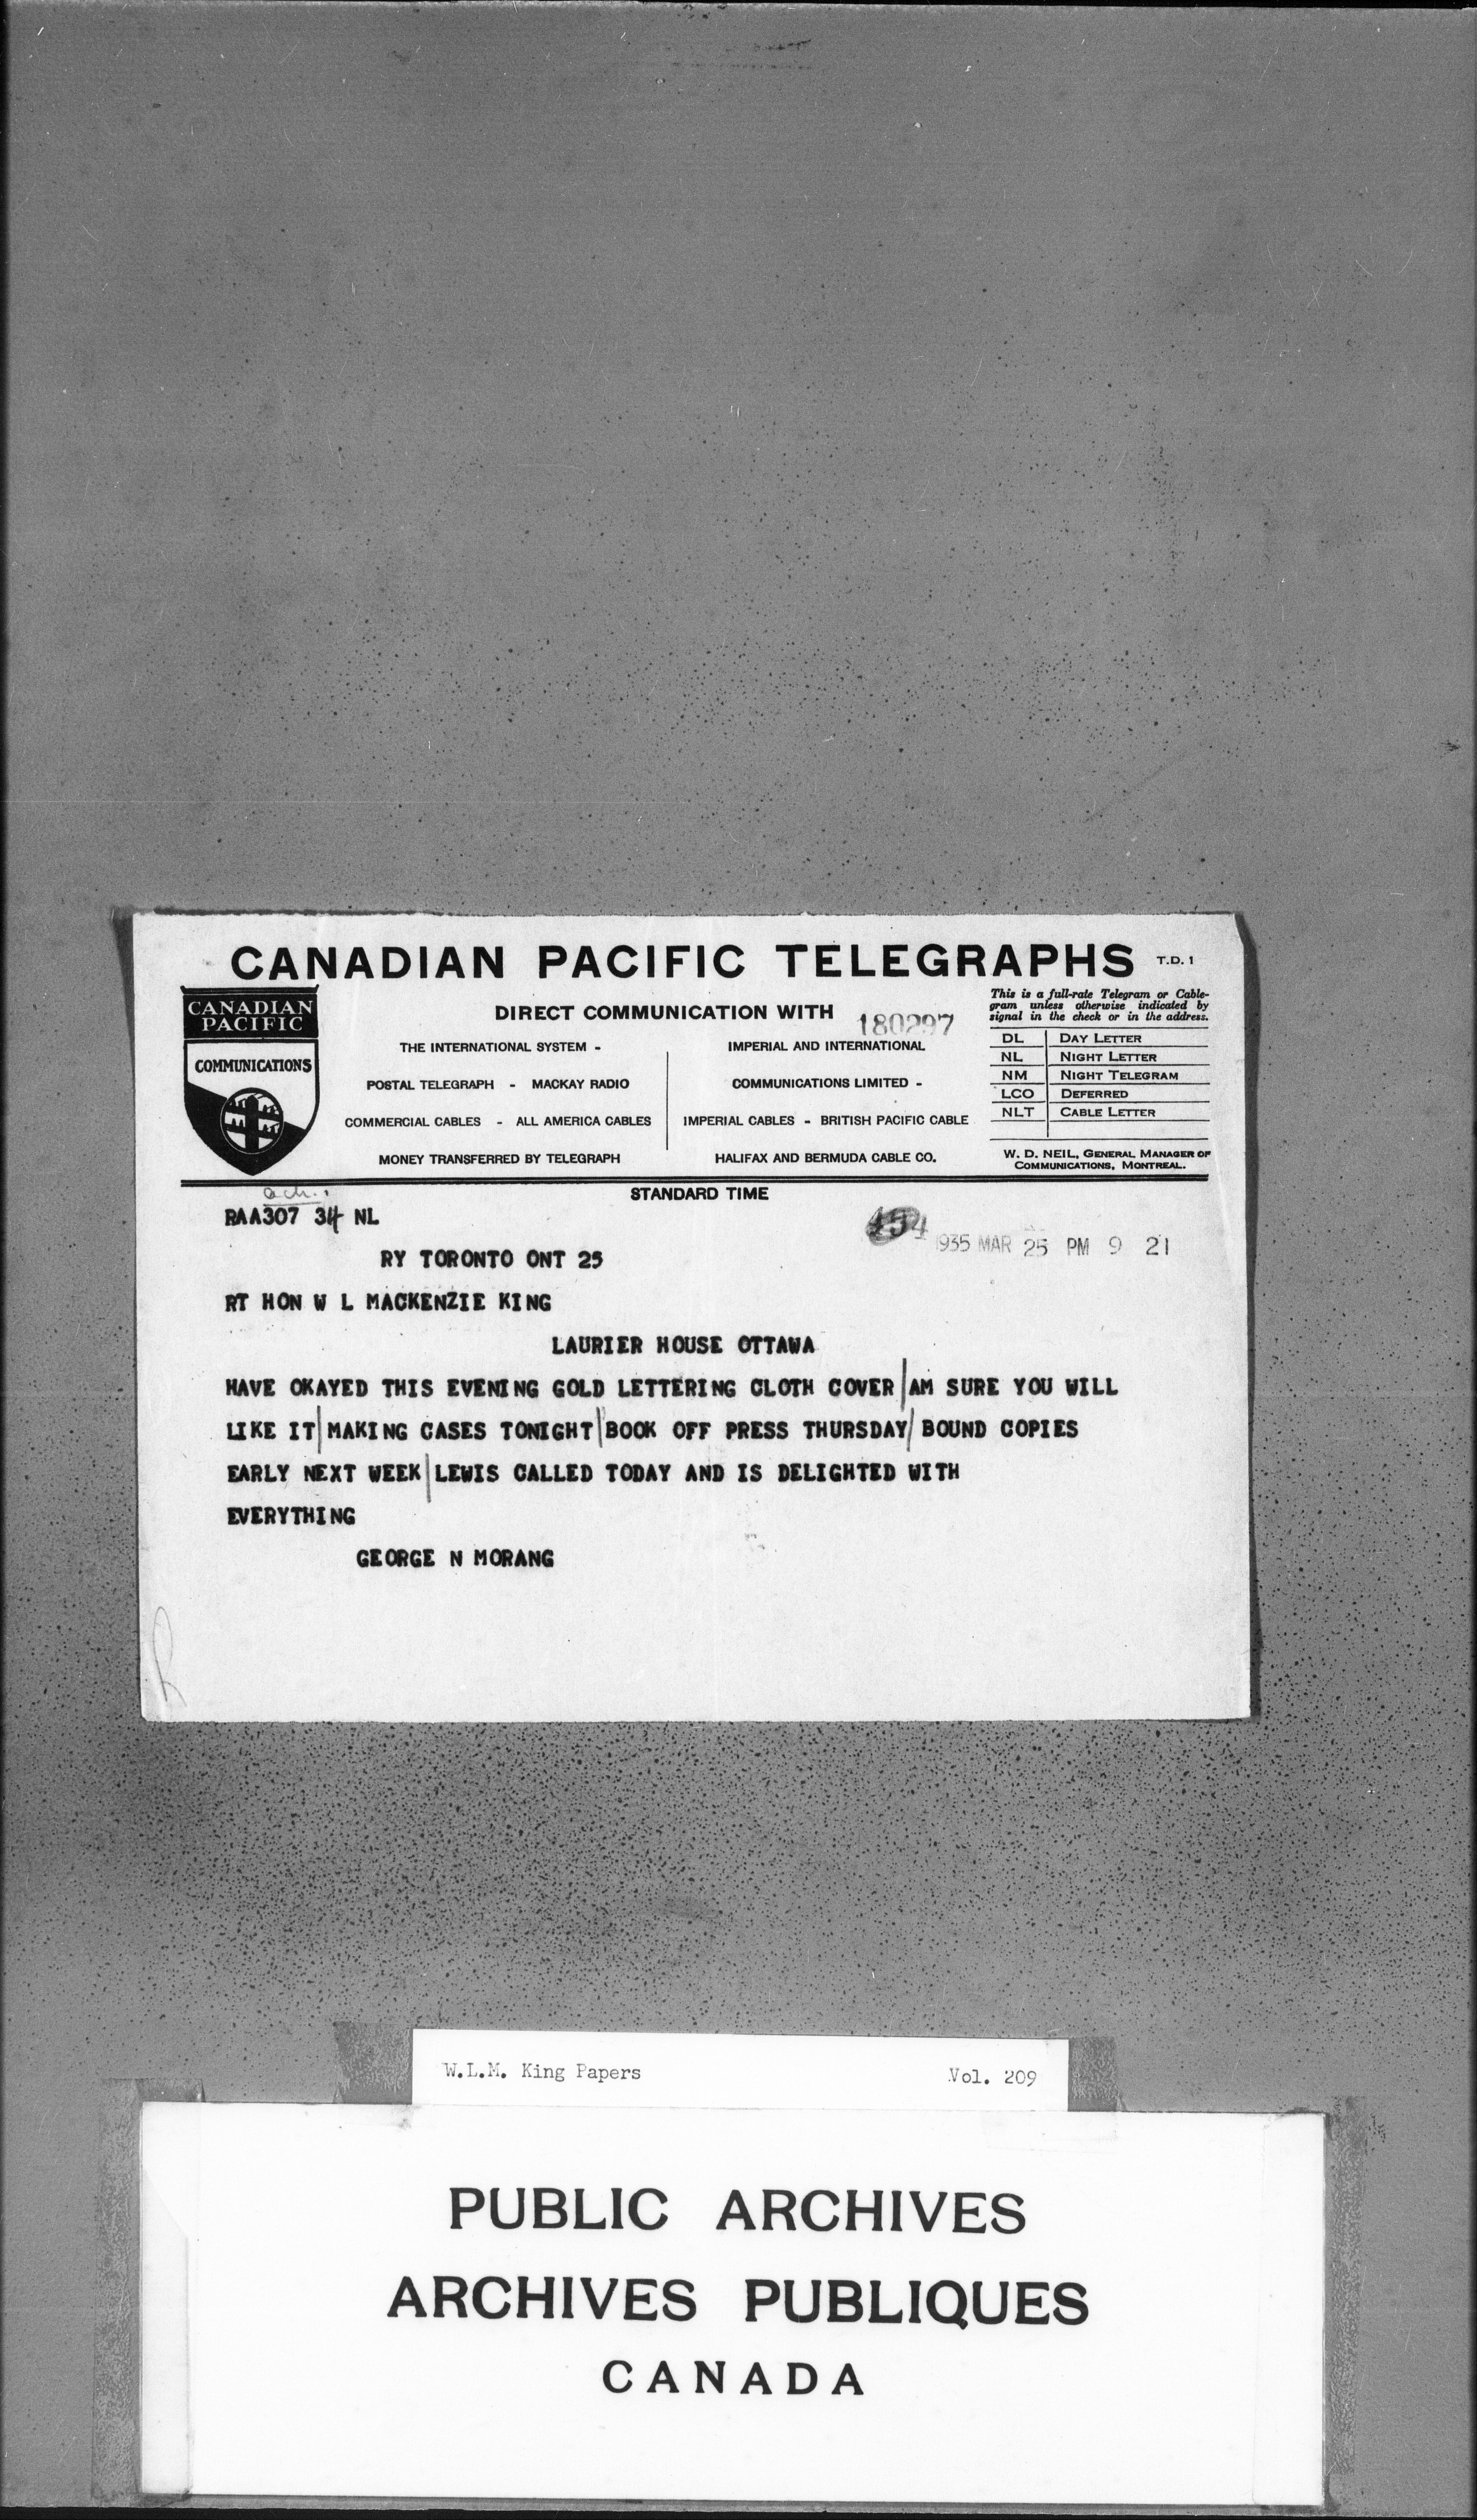 CANADIAN PACIFIC TELEGRAPHS T.D. 1
CANADIAN
PACIFIC
COMMUNICATIONS
DIRECT COMMUNICATION WITH
180297
THE INTERNATIONAL SYSTEM -
POSTAL TELEGRAPH - MACKAY RADIO
COMMERCIAL CABLES - ALL AMERICA CABLES
MONEY TRANSFERRED BY TELEGRAPH
IMPERIAL AND INTERNATIONAL
COMMUNICATIONS LIMITED -
IMPERIAL CABLES - BRITISH PACIFIC CABLE
HALIFAX AND BERMUDA CABLE CO.
This is a full-rate Telegram or Cable-
gram unless otherwise indicated by
signal in the check or in the address.
DL DAY LETTER
NL NIGHT LETTER
NM NIGHT TELEGRAM
LCO DEFERRED
NLT CABLE LETTER
W. D. NEIL, GENERAL MANAGER OF
COMMUNICATIONS, MONTREAL.
STANDARD TIME
ack.
RAA307 34 NL
1935 MAR 25 PM 9 21
RY TORONTO ONT 25
RT HON W L MACKENZIE KING
LAURIER HOUSE OTTAWA
HAVE OKAYED THIS EVENING GOLD LETTERING CLOTH COVER AM SURE YOU WILL
LIKE IT MAKING CASES TONIGHT BOOK OFF PRESS THURSDAY BOUND COPIES
EARLY NEXT WEEK LEWIS CALLED TODAY AND IS DELIGHTED WITH
EVERYTHING
GEORGE N MORANG
W.L.M. King Papers Vol. 209
PUBLIC ARCHIVES
ARCHIVES PUBLIQUES
CANADA